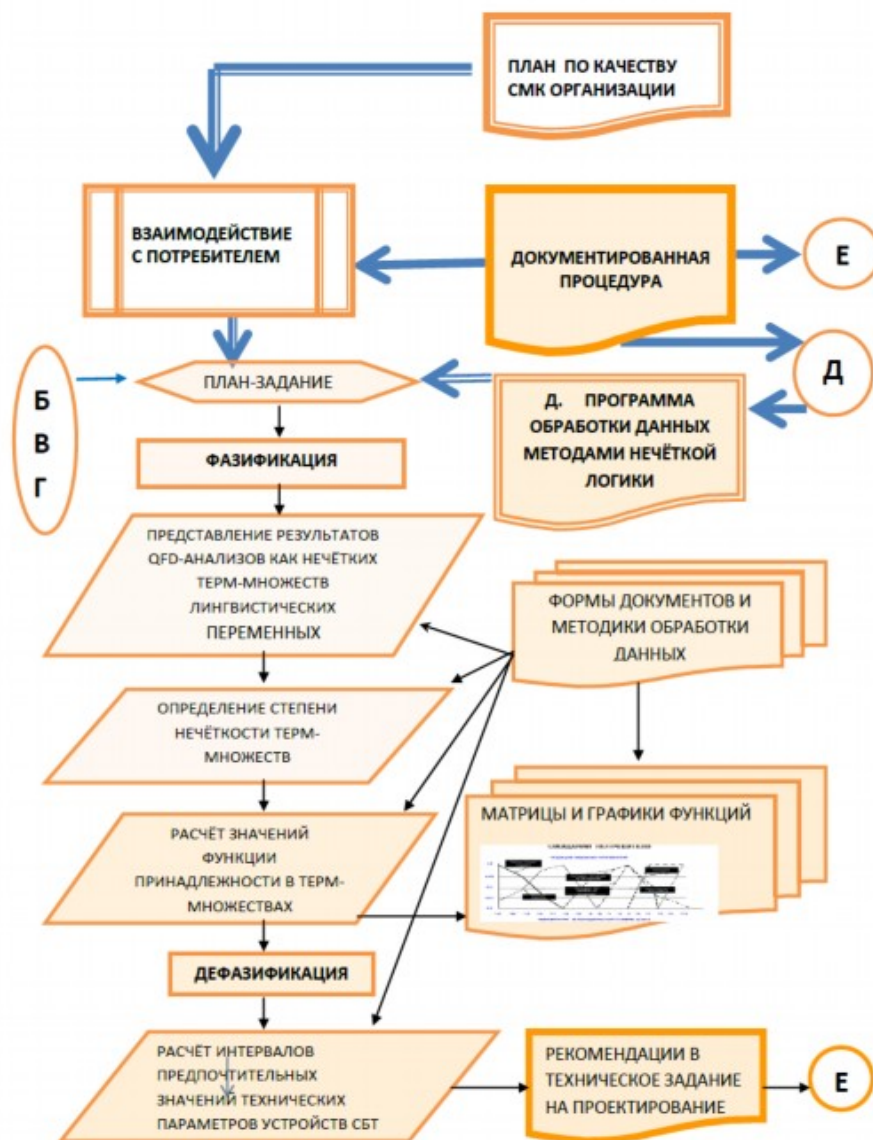 ПЛАН ПО КАЧЕСТВУ
СМК ОРГАНИЗАЦИИ
ВЗАИМОДЕЙСТВИЕ
С ПОТРЕБИТЕЛЕМ
ДОКУМЕНТИРОВАННАЯ
ПРОЦЕДУРА
Е
Д
Б
В
Г
ПЛАН-ЗАДАНИЕ
Д. ПРОГРАММА
ОБРАБОТКИ ДАННЫХ
МЕТОДАМИ НЕЧЁТКОЙ
ЛОГИКИ
ФАЗИФИКАЦИЯ
ПРЕДСТАВЛЕНИЕ РЕЗУЛЬТАТОВ
QFD-АНАЛИЗОВ КАК НЕЧЁТКИХ
ТЕРМ-МНОЖЕСТВ
ЛИНГВИСТИЧЕСКИХ
ПЕРЕМЕННЫХ
ФОРМЫ ДОКУМЕНТОВ И
МЕТОДИКИ ОБРАБОТКИ
ДАННЫХ
ОПРЕДЕЛЕНИЕ СТЕПЕНИ
НЕЧЁТКОСТИ ТЕРМ-
МНОЖЕСТВ
МАТРИЦЫ И ГРАФИКИ ФУНКЦИЙ
РАСЧЁТ ЗНАЧЕНИЙ
ФУНКЦИИ
ПРИНАДЛЕЖНОСТИ В ТЕРМ-
МНОЖЕСТВАХ
ДЕФАЗИФИКАЦИЯ
РАСЧЁТ ИНТЕРВАЛОВ
ПРЕДПОЧТИТЕЛЬНЫХ
ЗНАЧЕНИЙ ТЕХНИЧЕСКИХ
ПАРАМЕТРОВ УСТРОЙСТВ СБТ
РЕКОМЕНДАЦИИ В
ТЕХНИЧЕСКОЕ ЗАДАНИЕ
НА ПРОЕКТИРОВАНИЕ
Е